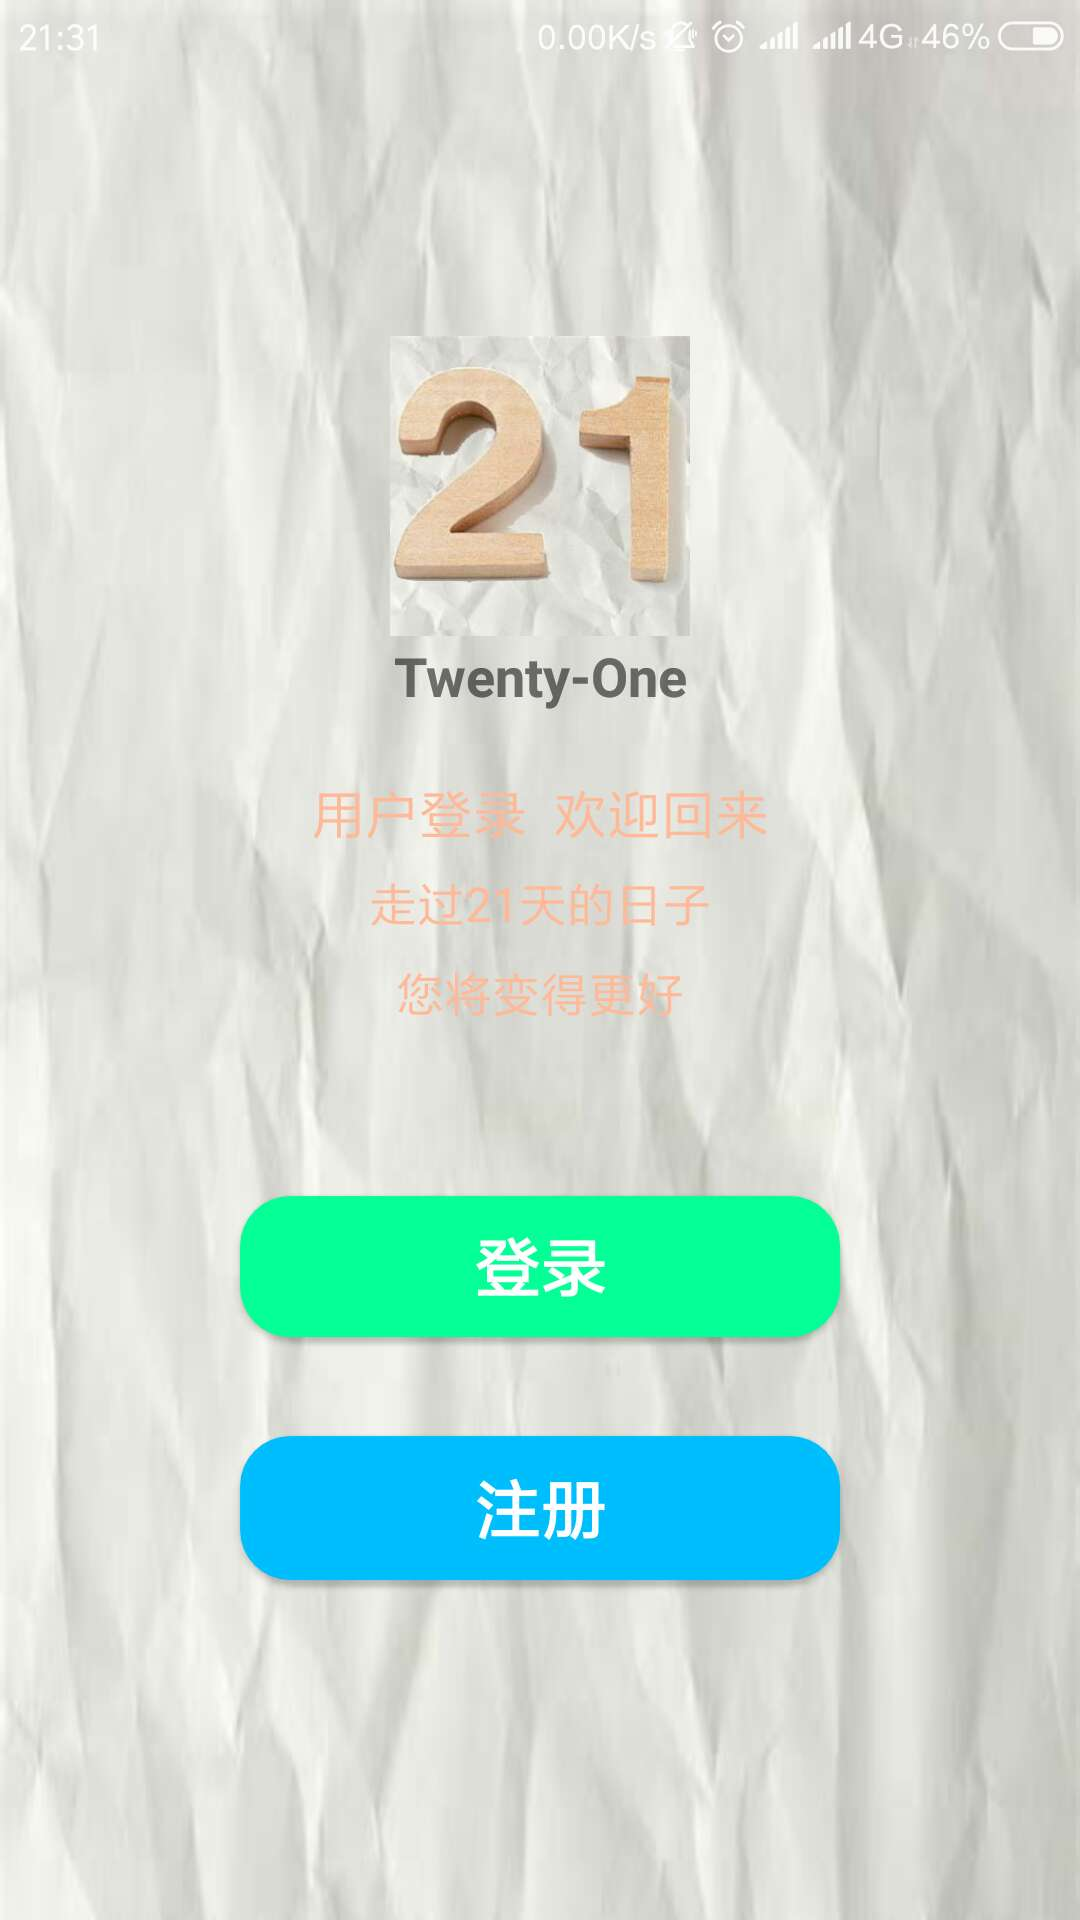 21:31 0.00K/s 4G 46%
21
Twenty-One
用户登录 欢迎回来
走过21天的日子
您将变得更好
登录
注册